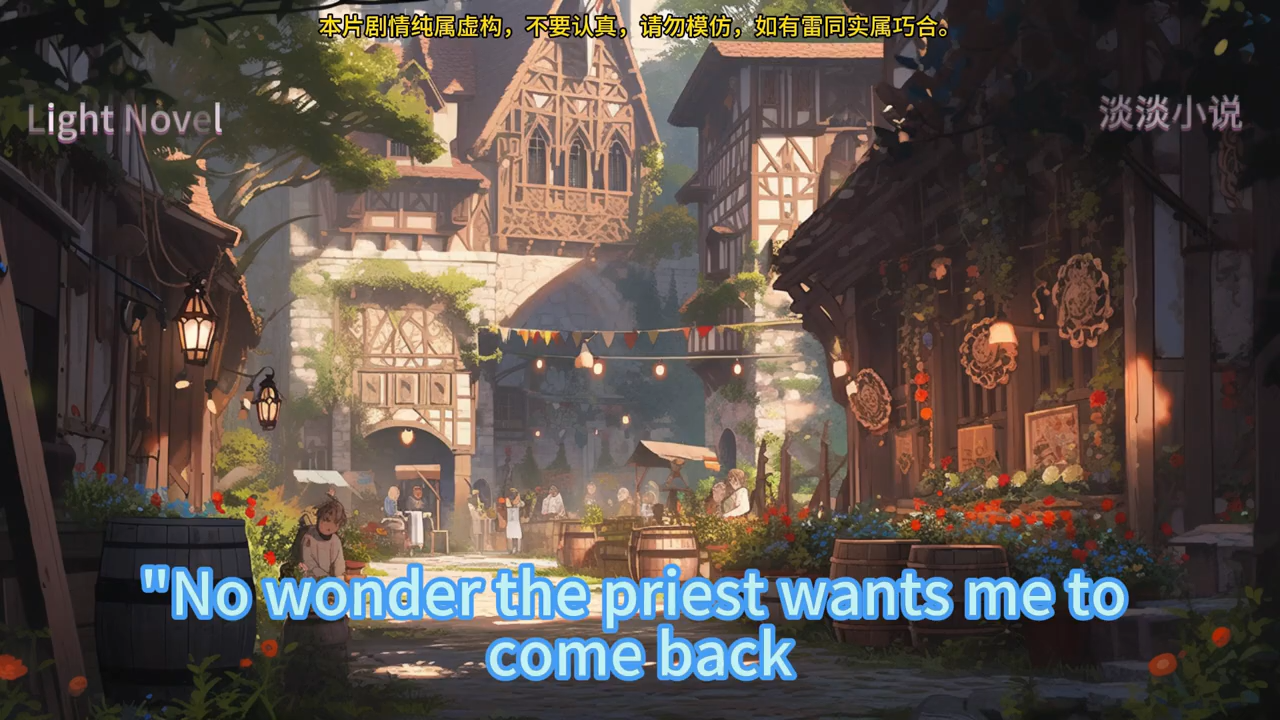 本片剧情纯属虚构，不要认真，请勿模仿，如有雷同实属巧合。
Light Novel
淡淡小说
"No wonder the priest wants me to
come back